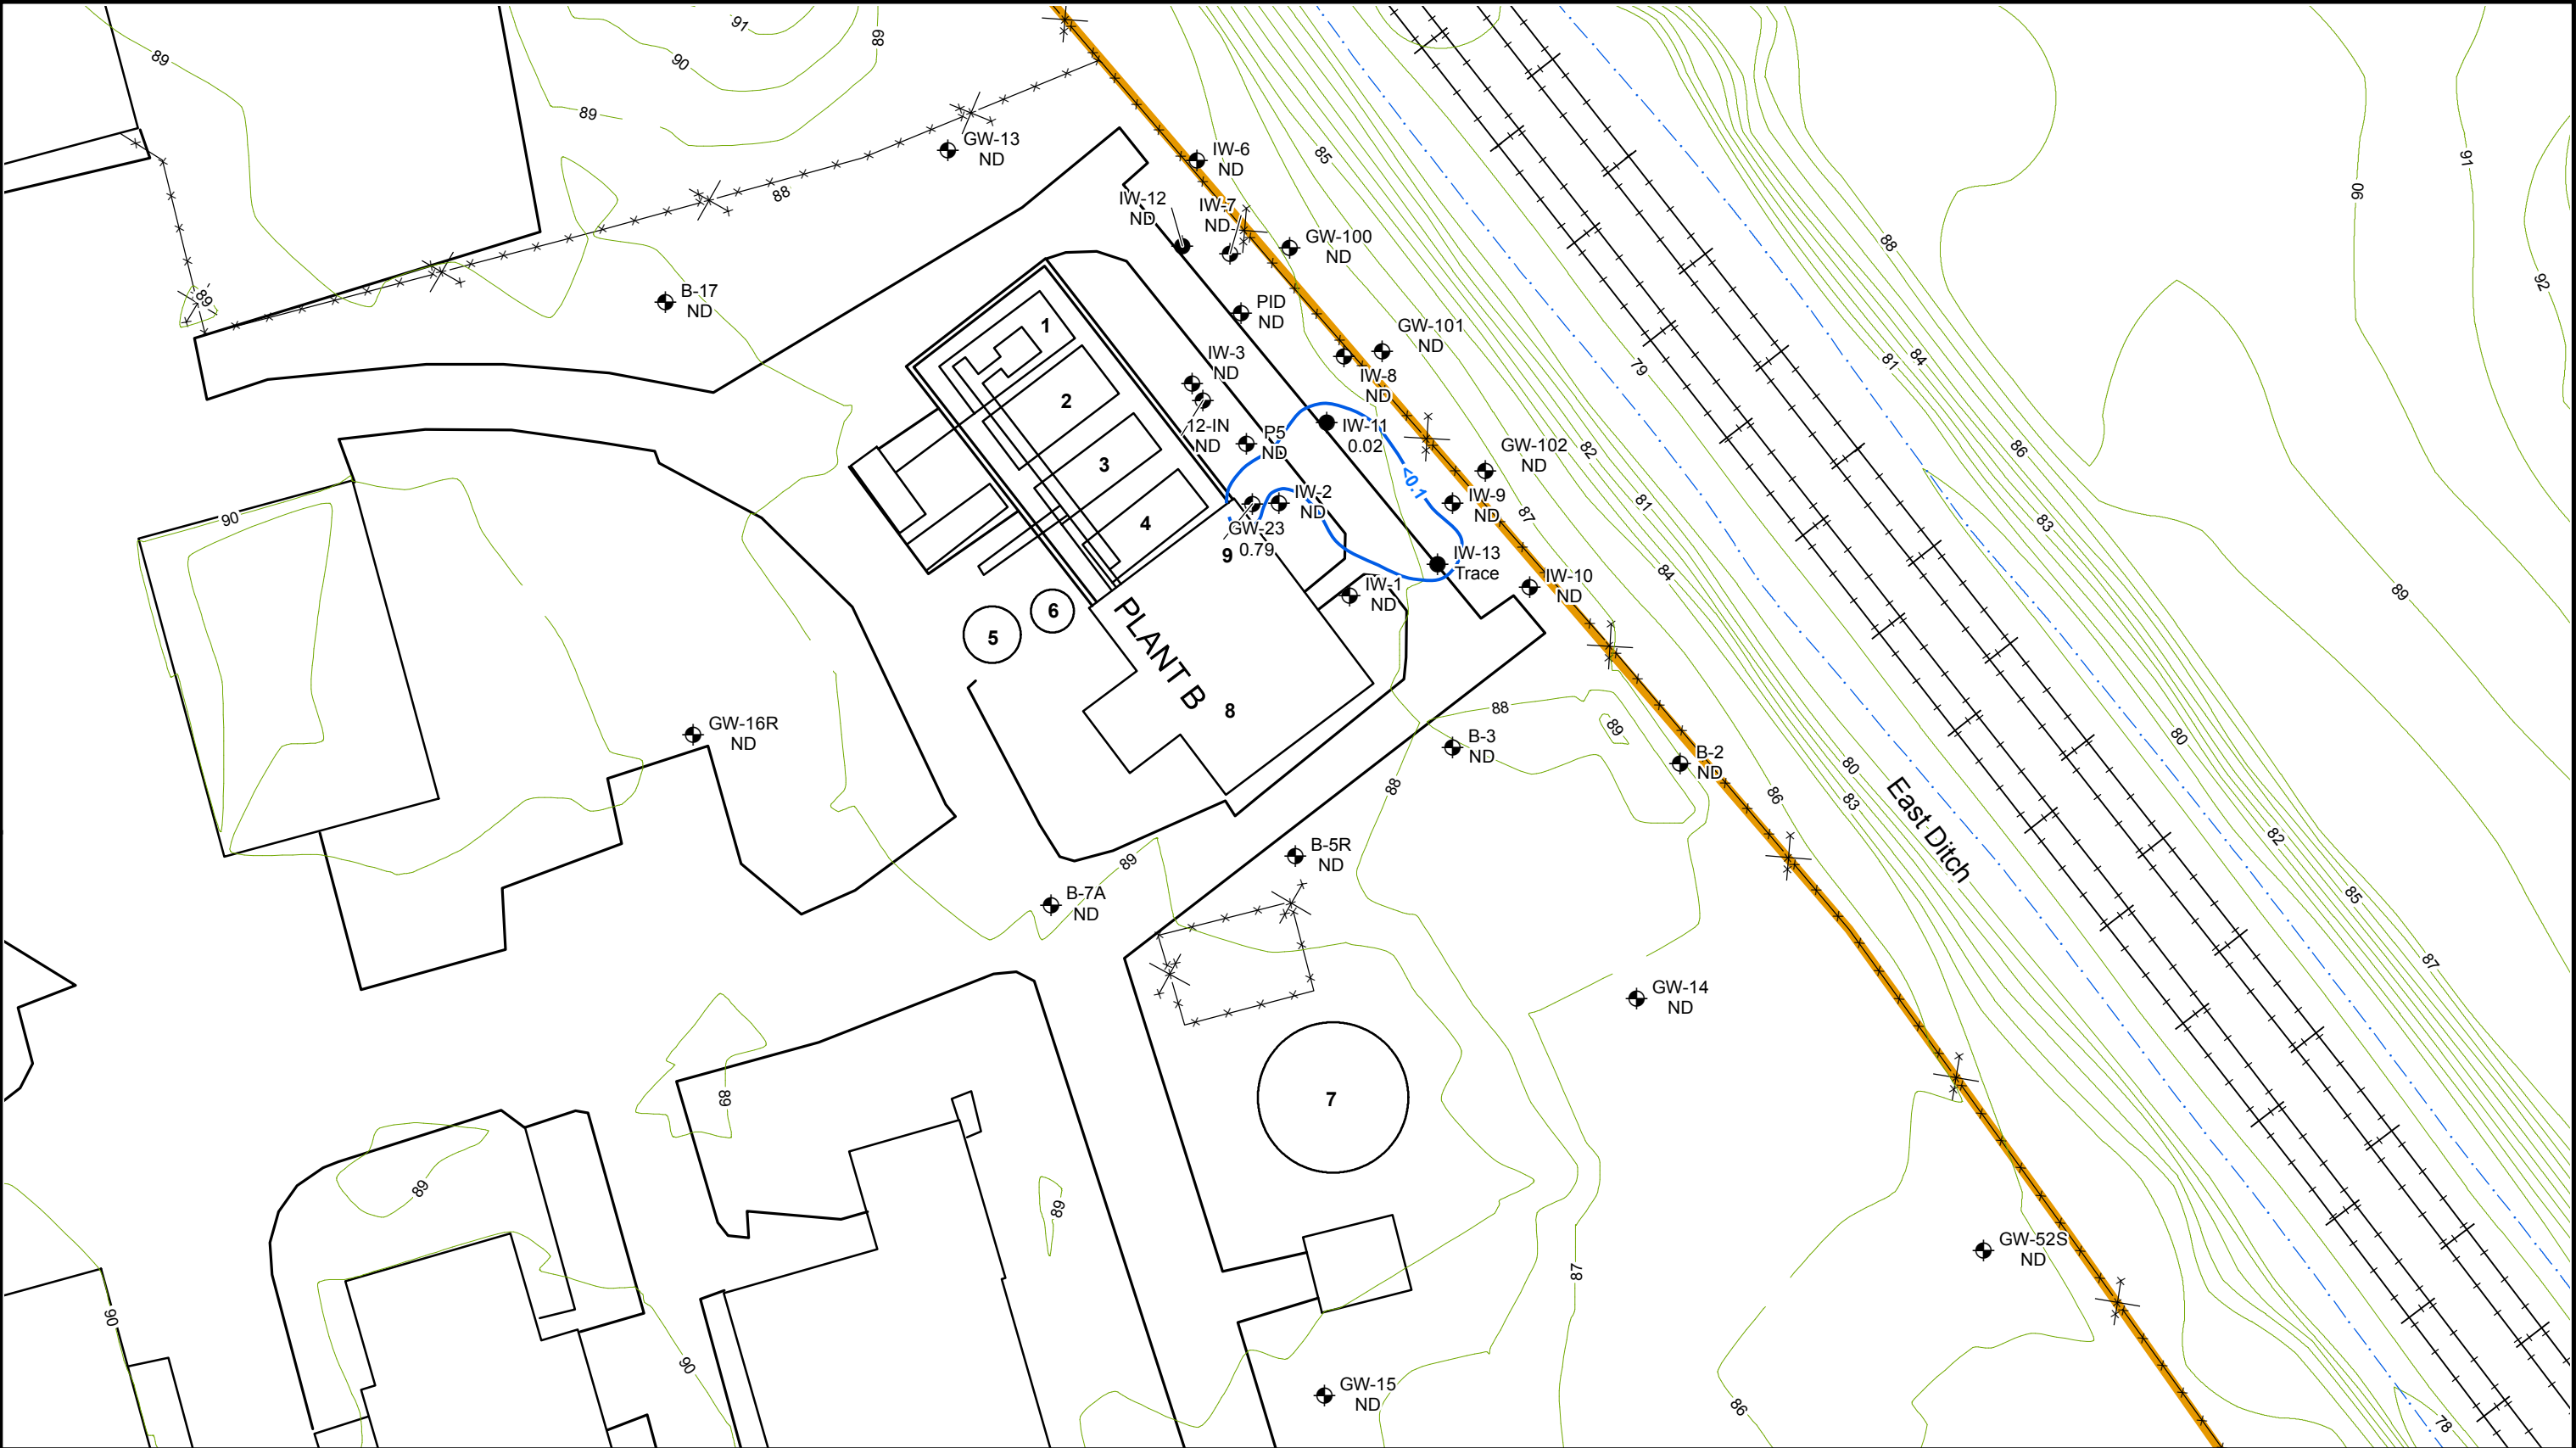 91
89
89
90
89
GW-13
ND
88
IW-6
ND
85
91
90
IW-12
ND
IW-7
ND
GW-100
ND
88
92
89
B-17
ND
PID
ND
1
GW-101
ND
IW-3
ND
IW-8
ND
79
81
84
2
12-IN
ND
P5
ND
IW-11
0.02
GW-102
ND
82
86
3
<0.1
IW-2
ND
IW-9
ND
81
87
83
90
4
GW-23
0.79
9
IW-13
Trace
84
IW-1
ND
IW-10
ND
89
6
5
PLANT B
8
88
89
80
GW-16R
ND
B-3
ND
B-2
ND
80
88
86
83
East Ditch
82
B-5R
ND
89
B-7A
ND
85
87
GW-14
ND
89
7
89
89
GW-52S
ND
87
90
90
GW-15
ND
86
78